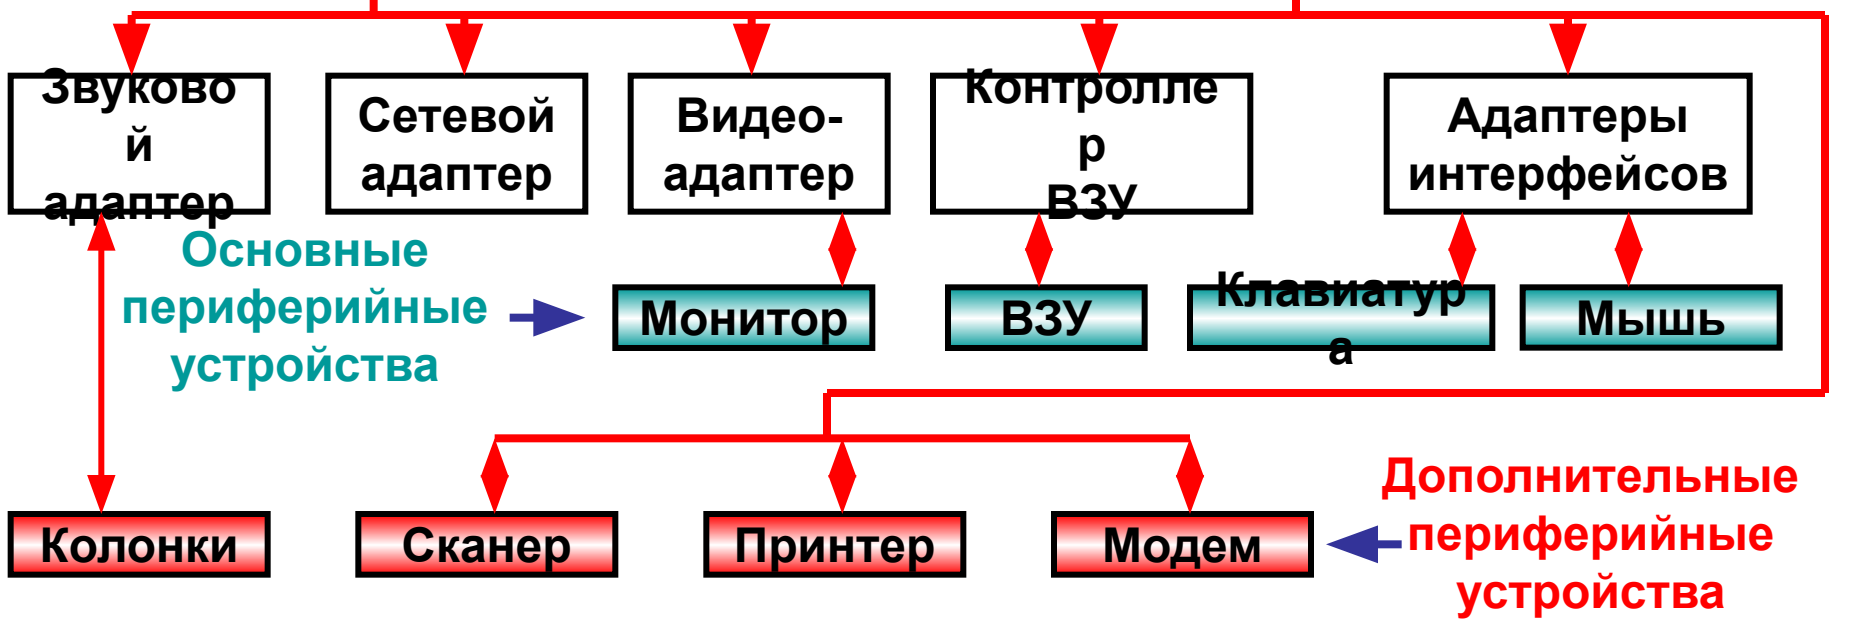 Звуково
й
адаптер
Сетевой
адаптер
Видео-
адаптер
Контролле
р
ВЗУ
Адаптеры
интерфейсов
Основные
периферийные
устройства
Монитор
ВЗУ
Клавиатур
а
Мышь
Колонки
Сканер
Принтер
Модем
Дополнительные
периферийные
устройства